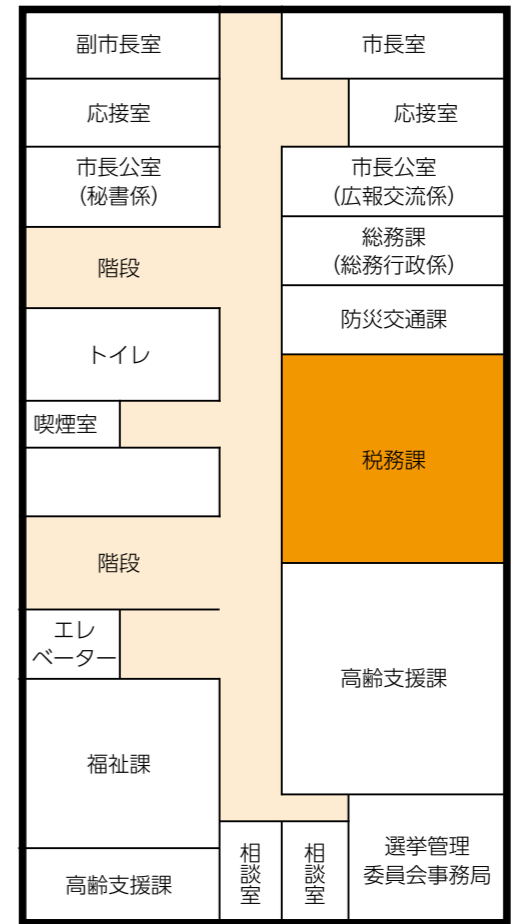 副市長室
市長室
応接室
応接室
市長公室
(秘書係)
市長公室
(広報交流係)
総務課
(総務行政係)
階段
防災交通課
トイレ
喫煙室
税務課
階段
エレ
ベーター
高齢支援課
福祉課
相談室
相談室
選挙管理
委員会事務局
高齢支援課